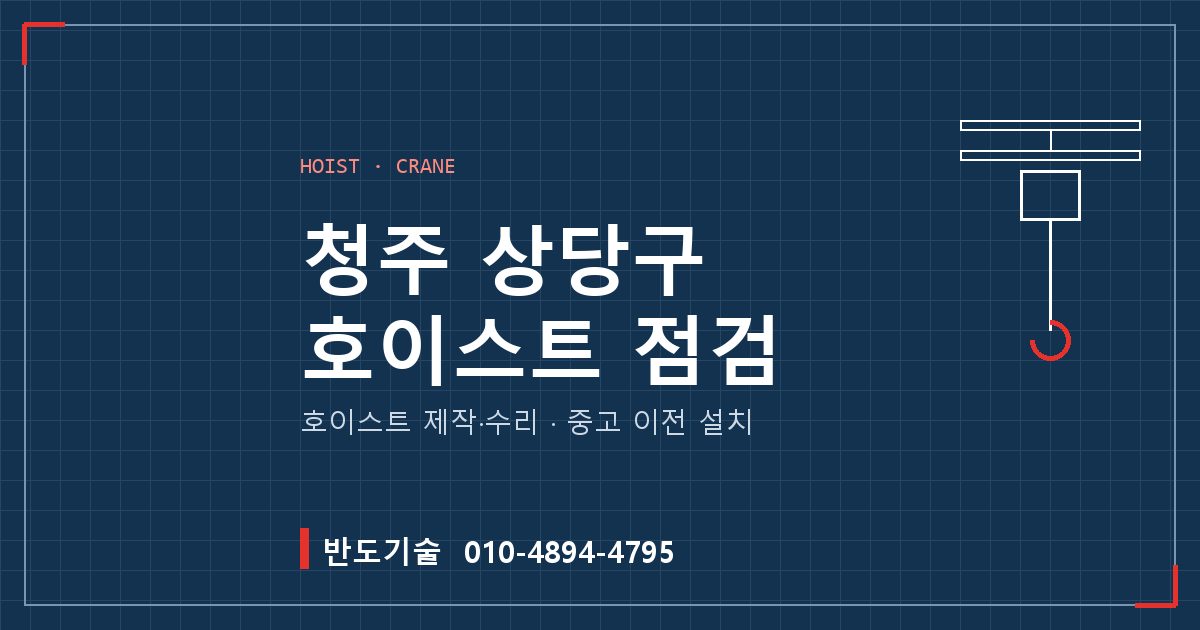 HOIST · CRANE
청주 상당구
호이스트 점검
호이스트 제작·수리 · 중고 이전 설치
반도기술 010-4894-4795